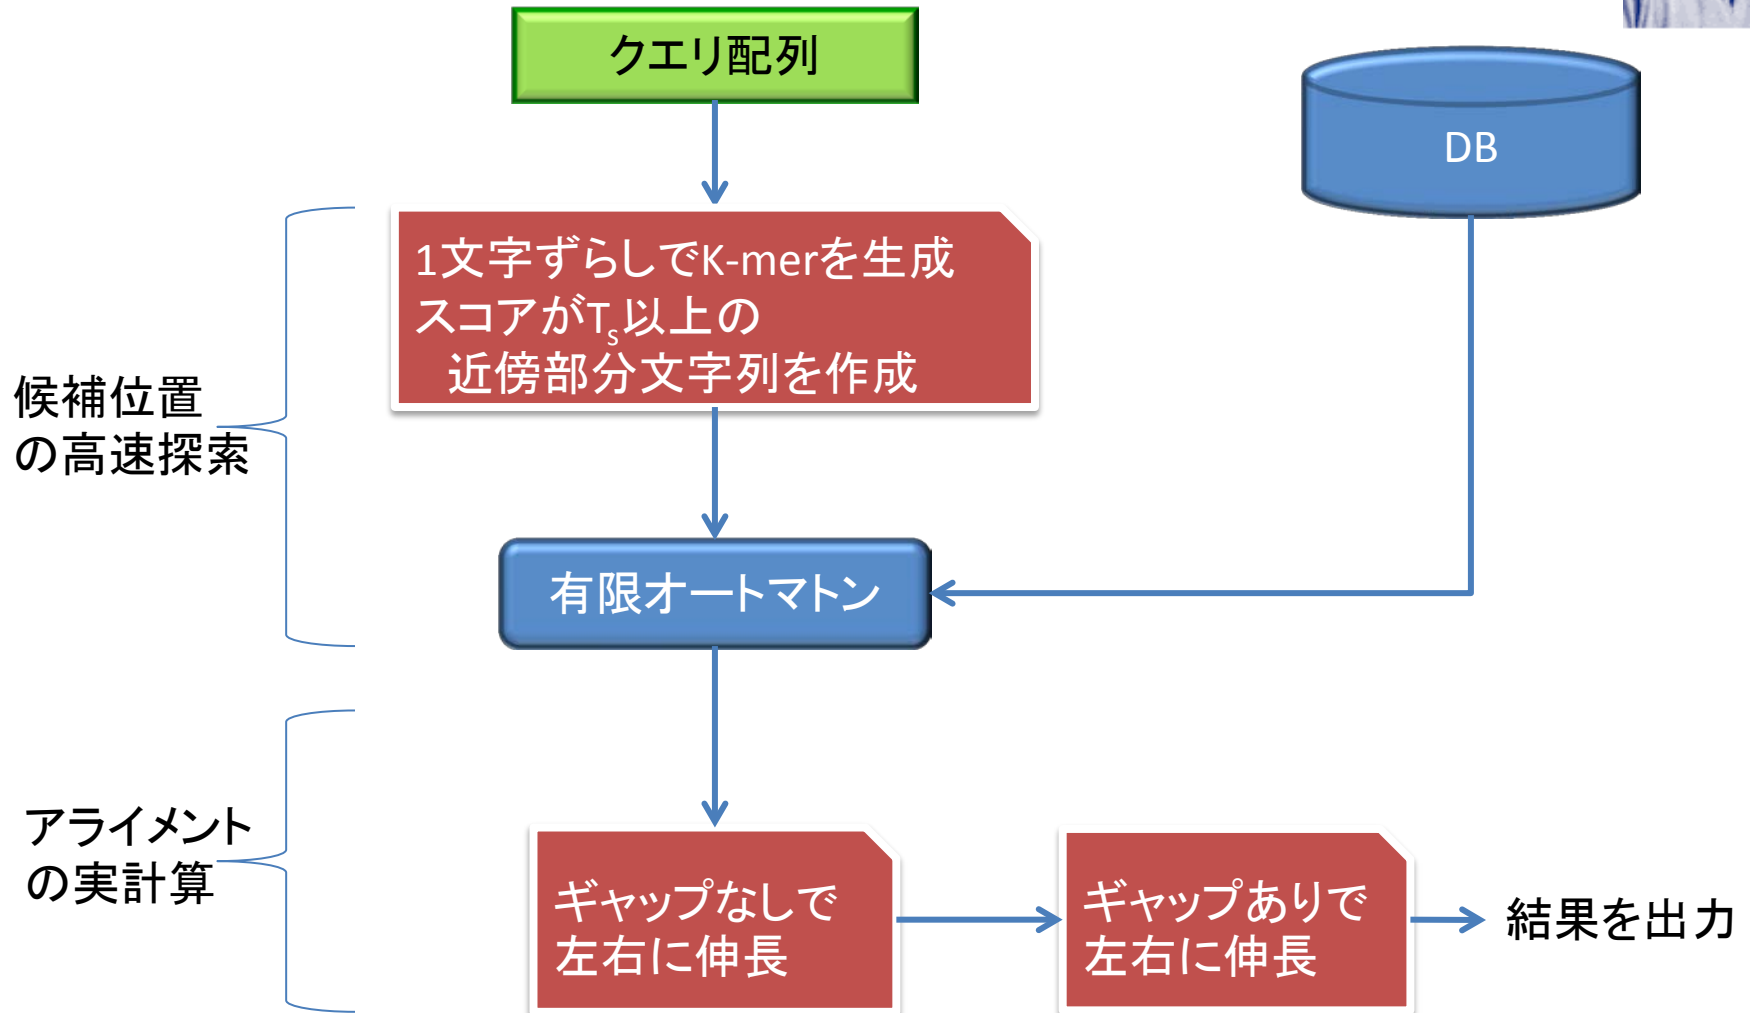 クエリ配列
DB
1文字ずらしでK-merを生成
スコアがTs以上の
近傍部分文字列を作成
候補位置
の高速探索
有限オートマトン
アライメント
の実計算
ギャップなしで
左右に伸長
ギャップありで
左右に伸長
結果を出力